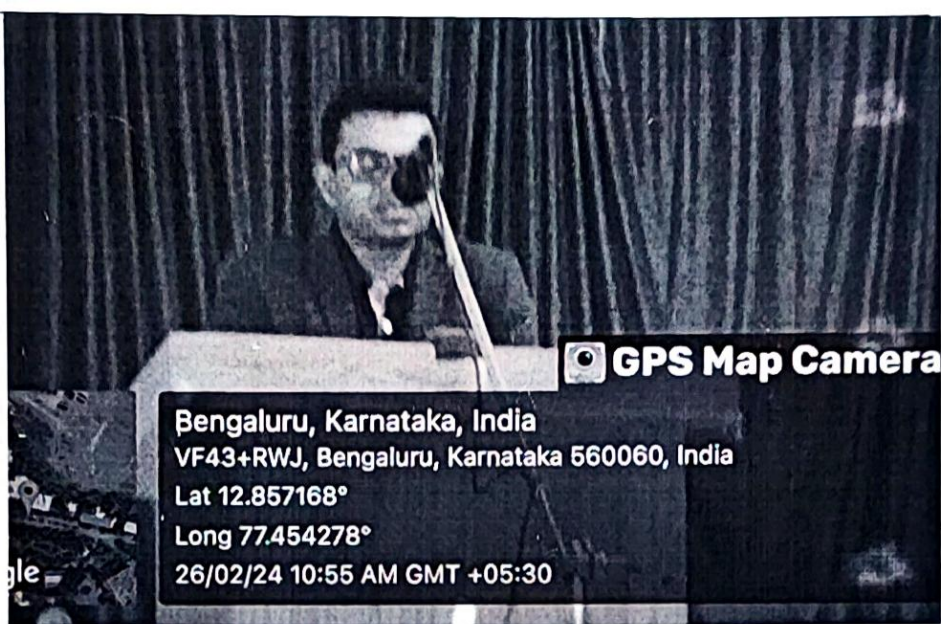 GPS Map Camera
Bengaluru, Karnataka, India
VF43+RWJ, Bengaluru, Karnataka 560060, India
Lat 12.857168°
Long 77.454278°
26/02/24 10:55 AM GMT +05:30
gle